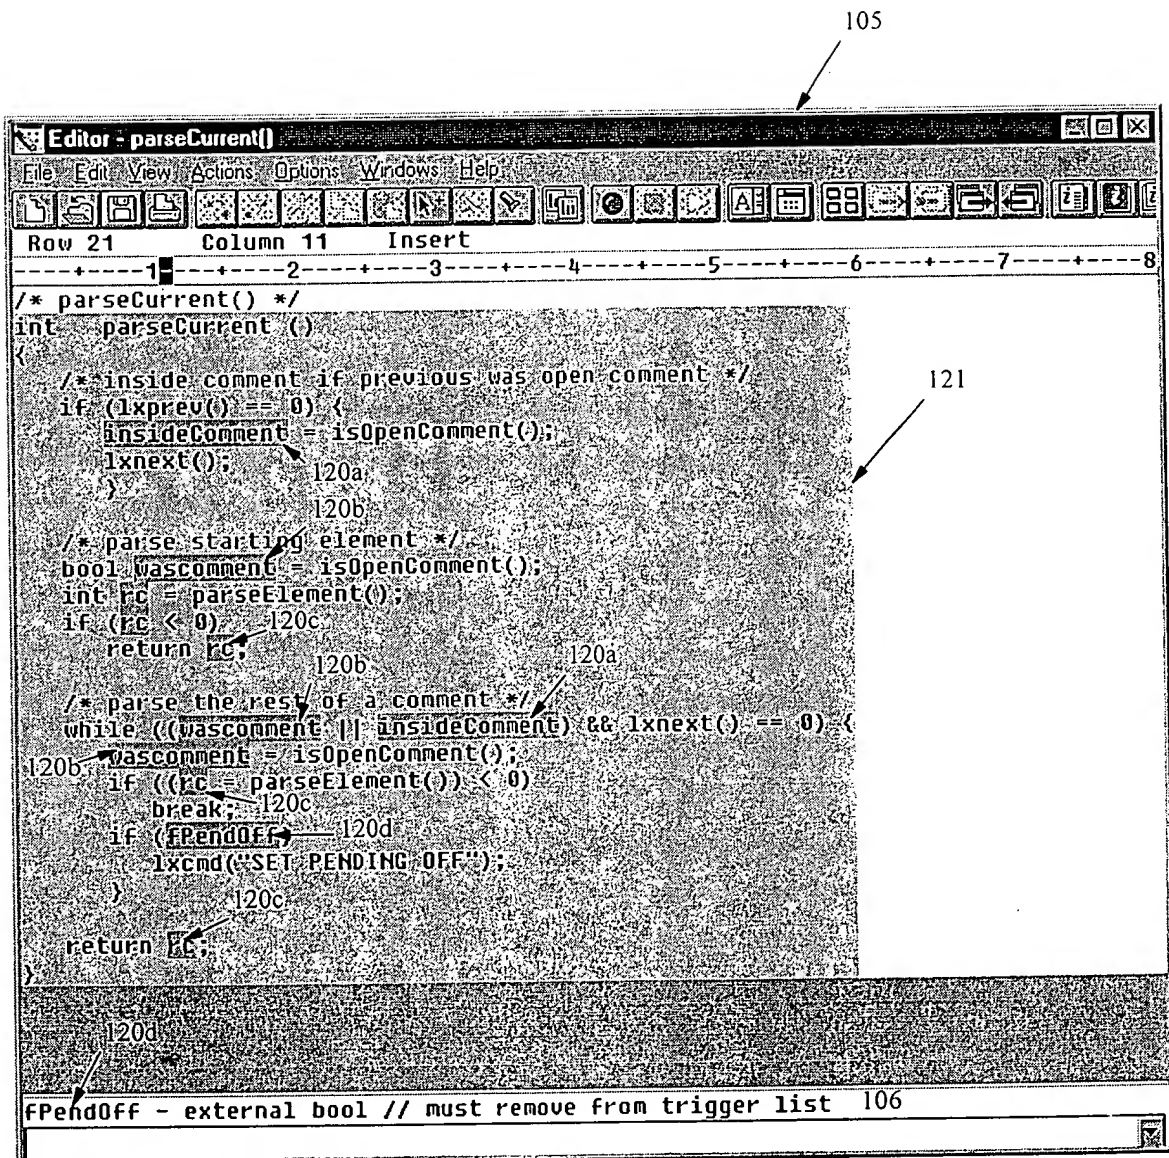 105
Editor - parseCurrent()
File Edit View Actions Options Windows Help
Row 21 Column 11 Insert
----+----1----+----2----+----3----+----4----+----5----+----6----+----7----+----8
/* parseCurrent() */
int parseCurrent ()
{
/* inside comment if previous was open comment */
121
if (lxprev() == 0) {
insideComment = isOpenComment();
lxnext();
120a
}
120b
/* parse starting element */
bool wascomment = isOpenComment();
int rc = parseElement();
if (rc < 0)
120c
return rc;
120b
120a
/* parse the rest of a comment */
while ((wascomment || insideComment) && lxnext() == 0) {
120b
wascomment = isOpenComment();
if ((rc = parseElement()) < 0)
break;
120c
if (fPendOff)
120d
lxcmd("SET PENDING OFF");
}
120c
return rc;
}
120d
fPendOff - external bool // must remove from trigger list
106